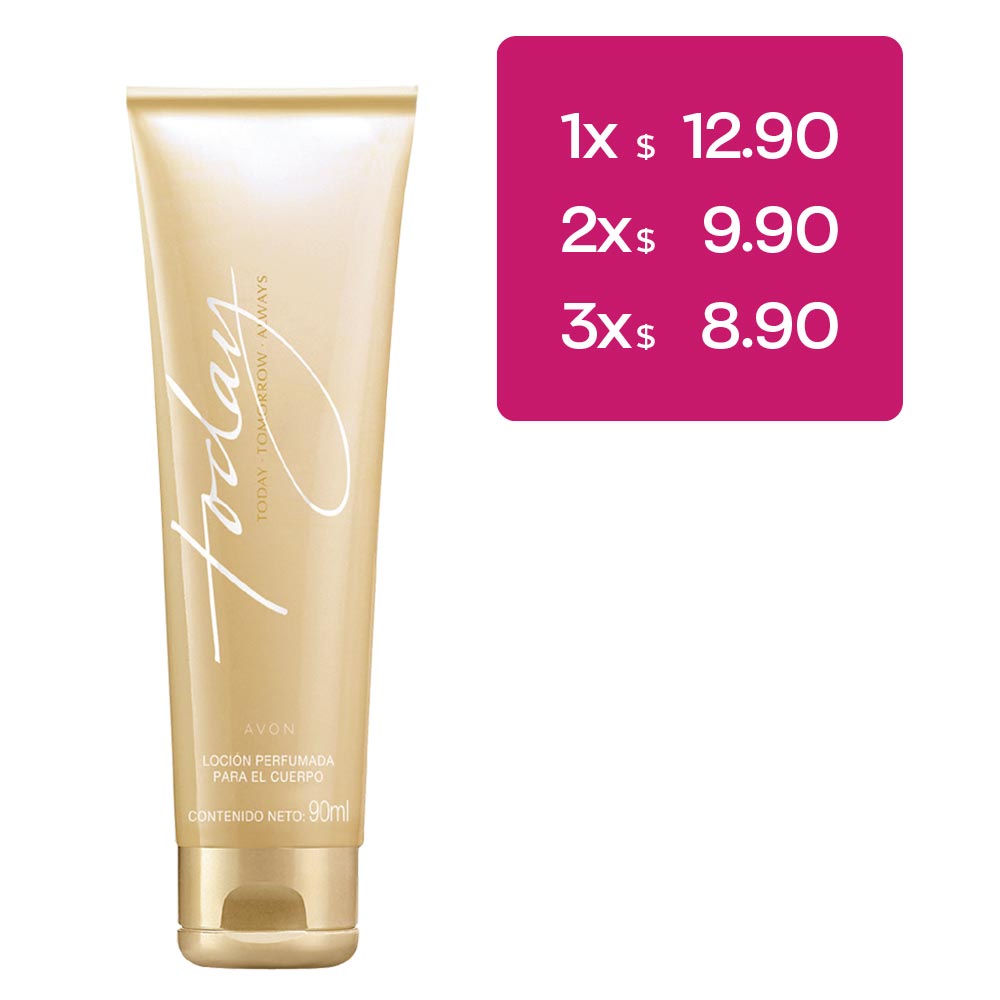 today
TODAY · TOMORROW · ALWAYS
AVON
LOCIÓN PERFUMADA
PARA EL CUERPO
CONTENIDO NETO: 90ml
1x $ 12.90
2x $ 9.90
3x $ 8.90